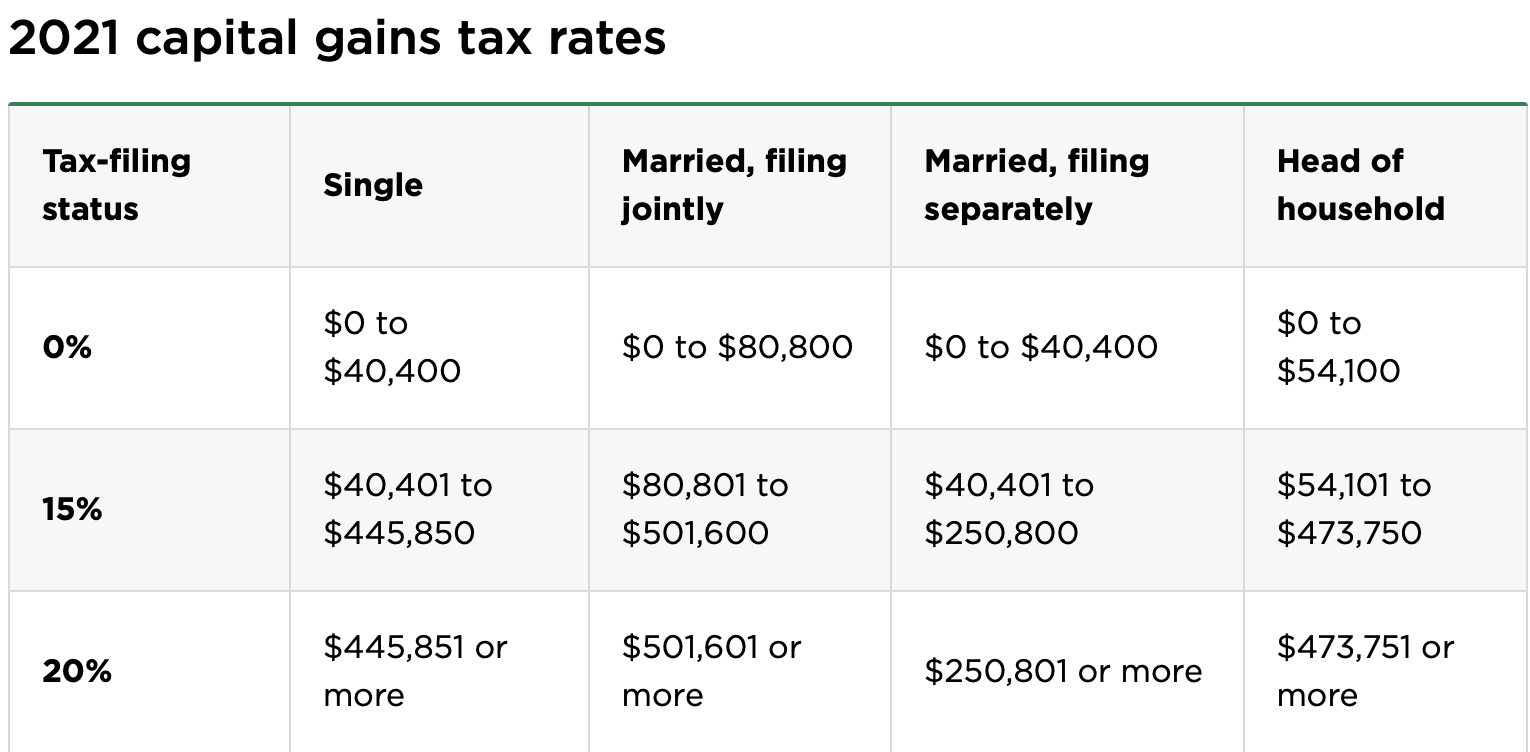 2021 capital gains tax rates
Tax-filing
status
Single
Married, filing
jointly
Married, filing
separately
Head of
household
0%
$0 to
$40,400
$0 to $80,800
$0 to $40,400
$0 to
$54,100
15%
$40,401 to
$445,850
$80,801 to
$501,600
$40,401 to
$250,800
$54,101 to
$473,750
20%
$445,851 or
more
$501,601 or
more
$250,801 or more
$473,751 or
more